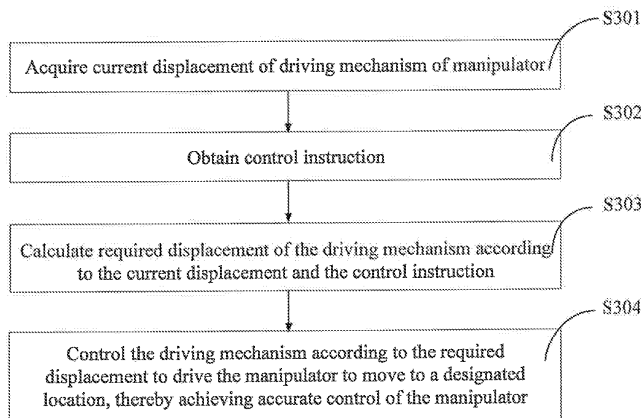 S301
Acquire current displacement of driving mechanism of manipulator
S302
Obtain control instruction
S303
Calculate required displacement of the driving mechanism according
to the current displacement and the control instruction
S304
Control the driving mechanism according to the required
displacement to drive the manipulator to move to a designated
location, thereby achieving accurate control of the manipulator